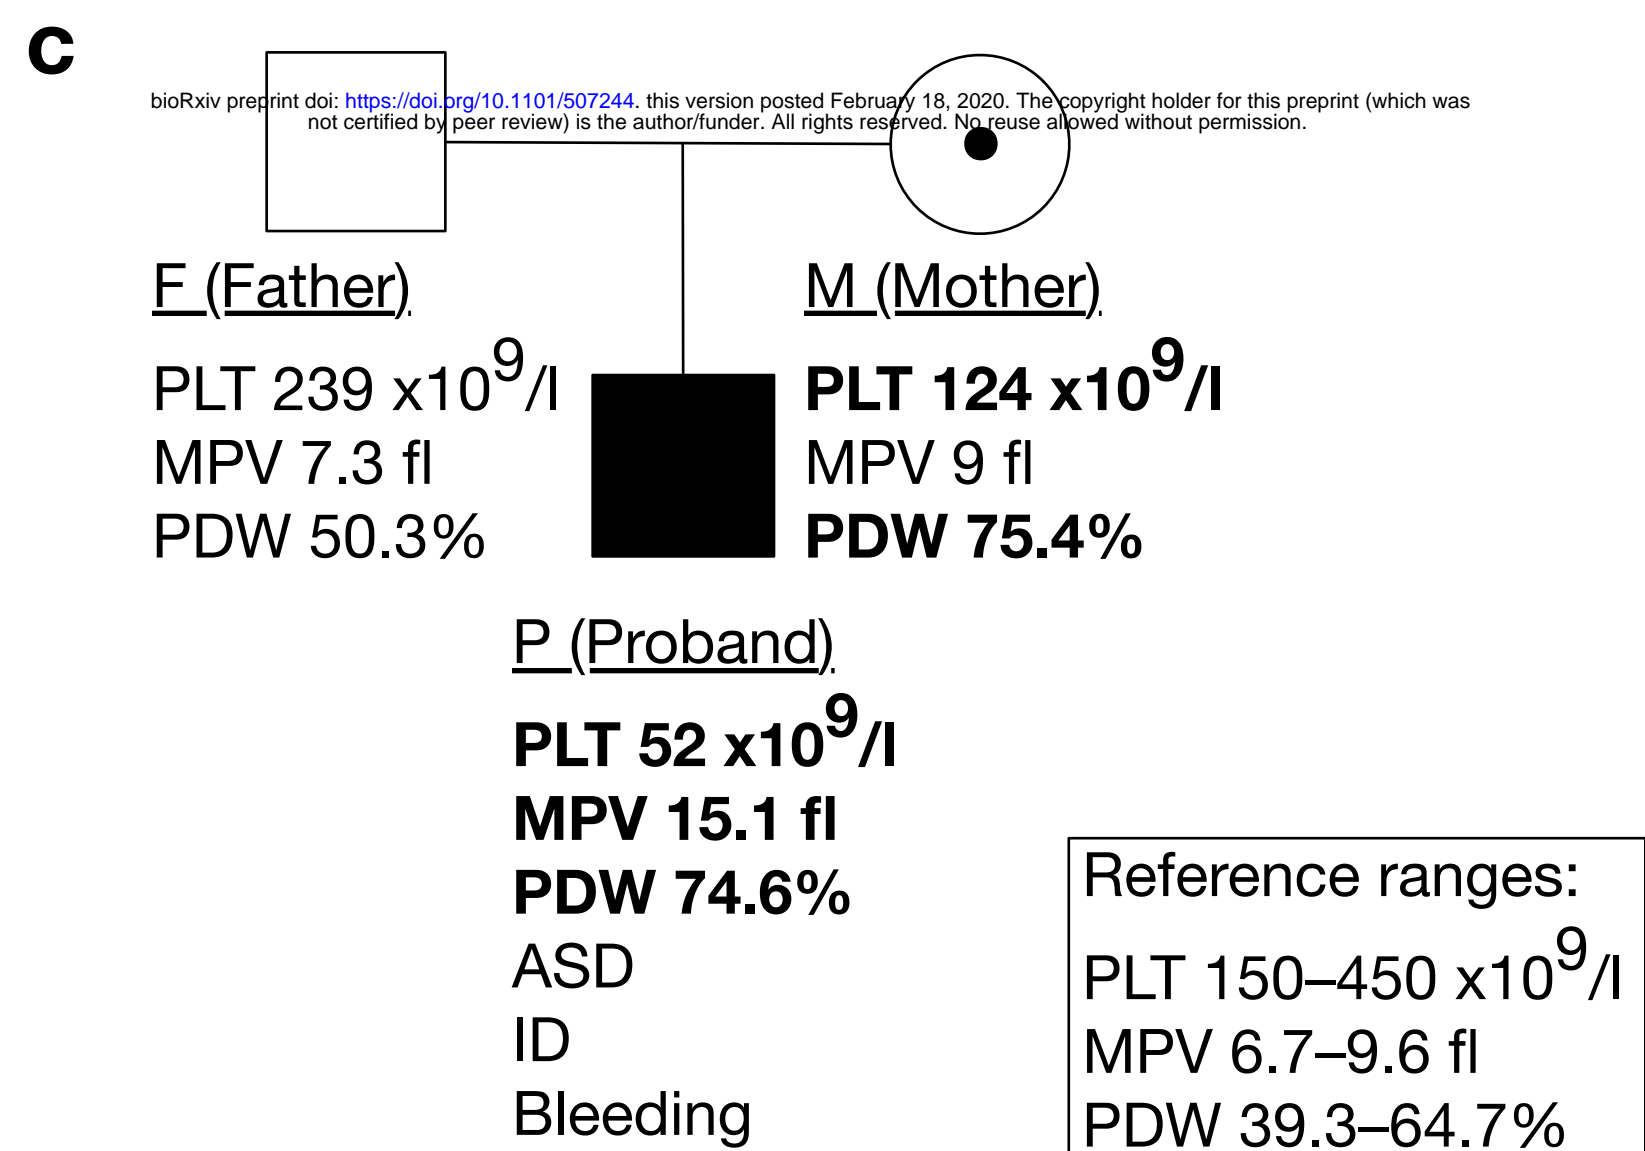 c
bioRxiv preprint doi: https://doi.org/10.1101/507244. this version posted February 18, 2020. The copyright holder for this preprint (which was
not certified by peer review) is the author/funder. All rights reserved. No reuse allowed without permission.
F (Father)
PLT 239 x10⁹/l
MPV 7.3 fl
PDW 50.3%
M (Mother)
PLT 124 x10⁹/l
MPV 9 fl
PDW 75.4%
P (Proband)
PLT 52 x10⁹/l
MPV 15.1 fl
PDW 74.6%
ASD
ID
Bleeding
Reference ranges:
PLT 150–450 x10⁹/l
MPV 6.7–9.6 fl
PDW 39.3–64.7%